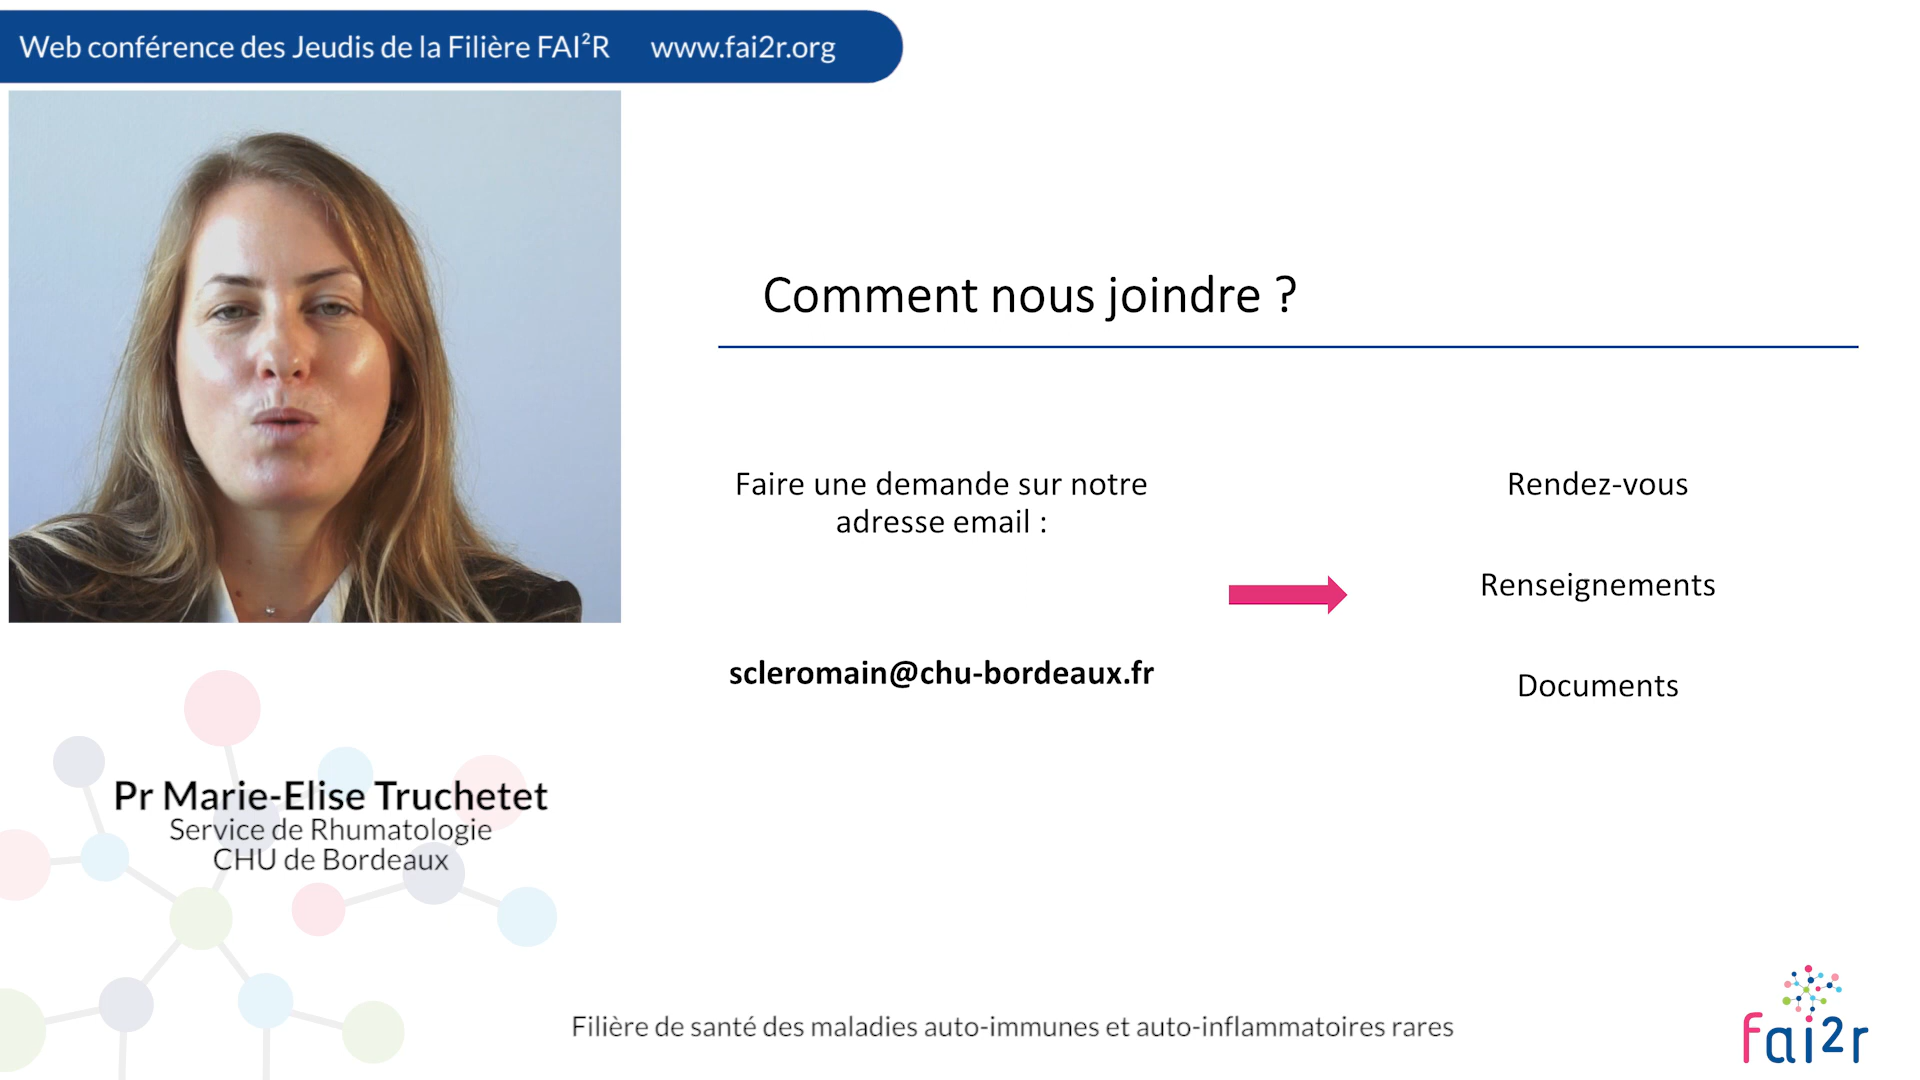 Web conférence des Jeudis de la Filière FAI²R www.fai2r.org
Comment nous joindre ?
Faire une demande sur notre
adresse email :
scleromain@chu-bordeaux.fr
Rendez-vous
Renseignements
Documents
Pr Marie-Elise Truchetet
Service de Rhumatologie
CHU de Bordeaux
Filière de santé des maladies auto-immunes et auto-inflammatoires rares
fai2r